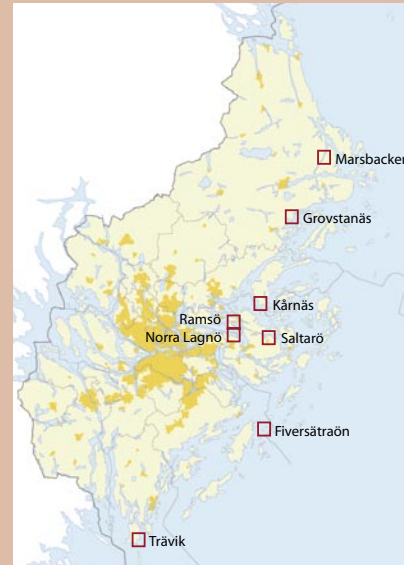 Marsbacken
Grovstanäs
Kårnäs
Ramsö
Norra Lagnö
Saltarö
Fiversätraön
Trävik